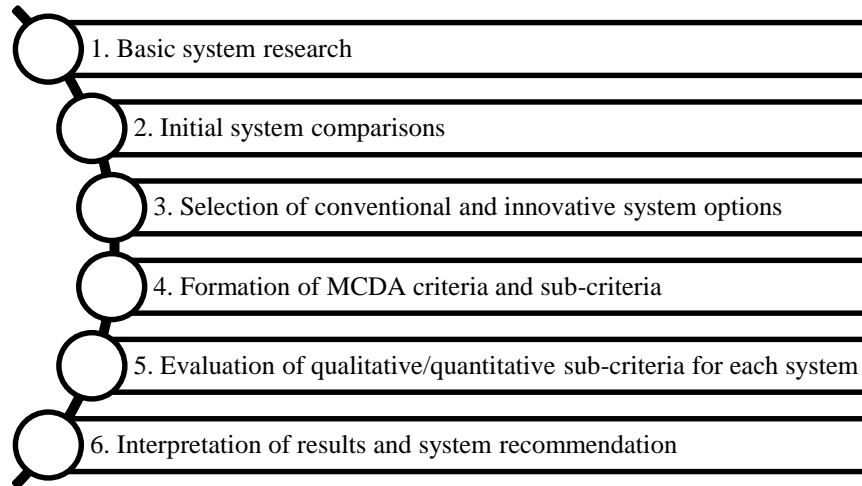 1. Basic system research
2. Initial system comparisons
3. Selection of conventional and innovative system options
4. Formation of MCDA criteria and sub-criteria
5. Evaluation of qualitative/quantitative sub-criteria for each system
6. Interpretation of results and system recommendation